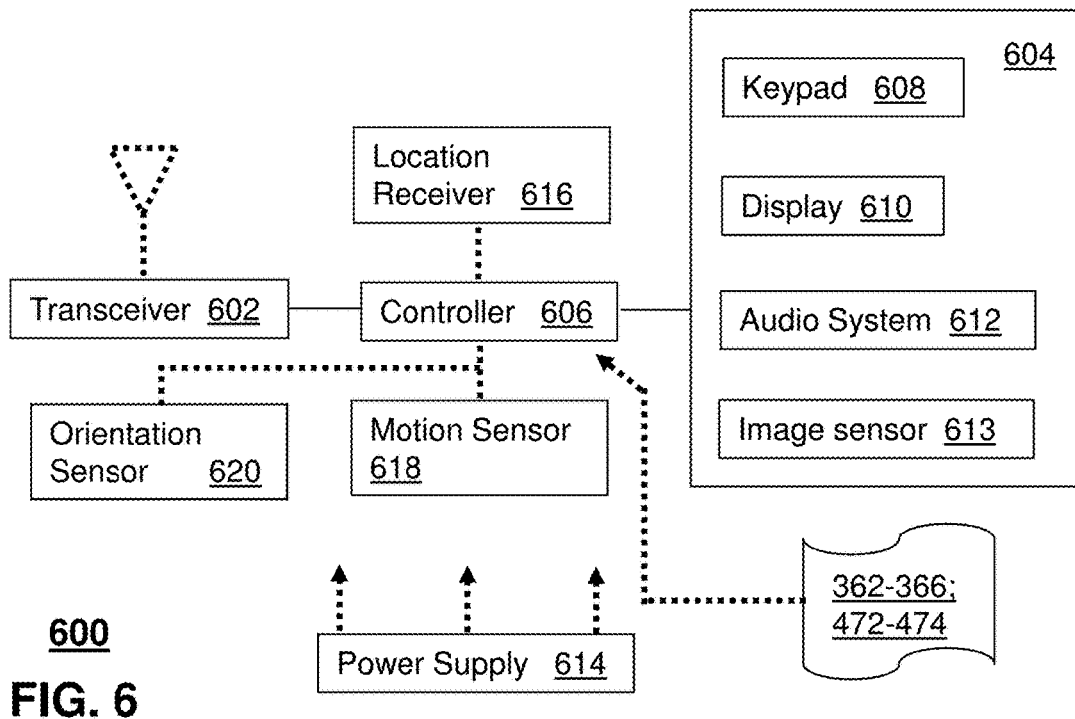 604
Keypad 608
Location
Receiver 616
Display 610
Transceiver 602
Controller 606
Audio System 612
Orientation
Sensor 620
Motion Sensor
618
Image sensor 613
362-366;
472-474
600
Power Supply 614
FIG. 6